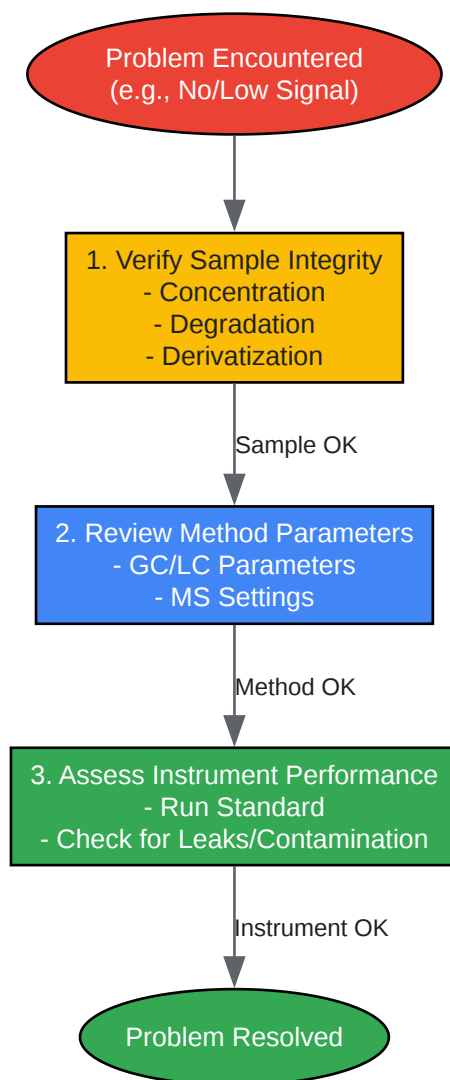 Problem Encountered
(e.g., No/Low Signal)
1. Verify Sample Integrity
- Concentration
- Degradation
- Derivatization
Sample OK
2. Review Method Parameters
- GC/LC Parameters
- MS Settings
Method OK
3. Assess Instrument Performance
- Run Standard
- Check for Leaks/Contamination
Instrument OK
Problem Resolved